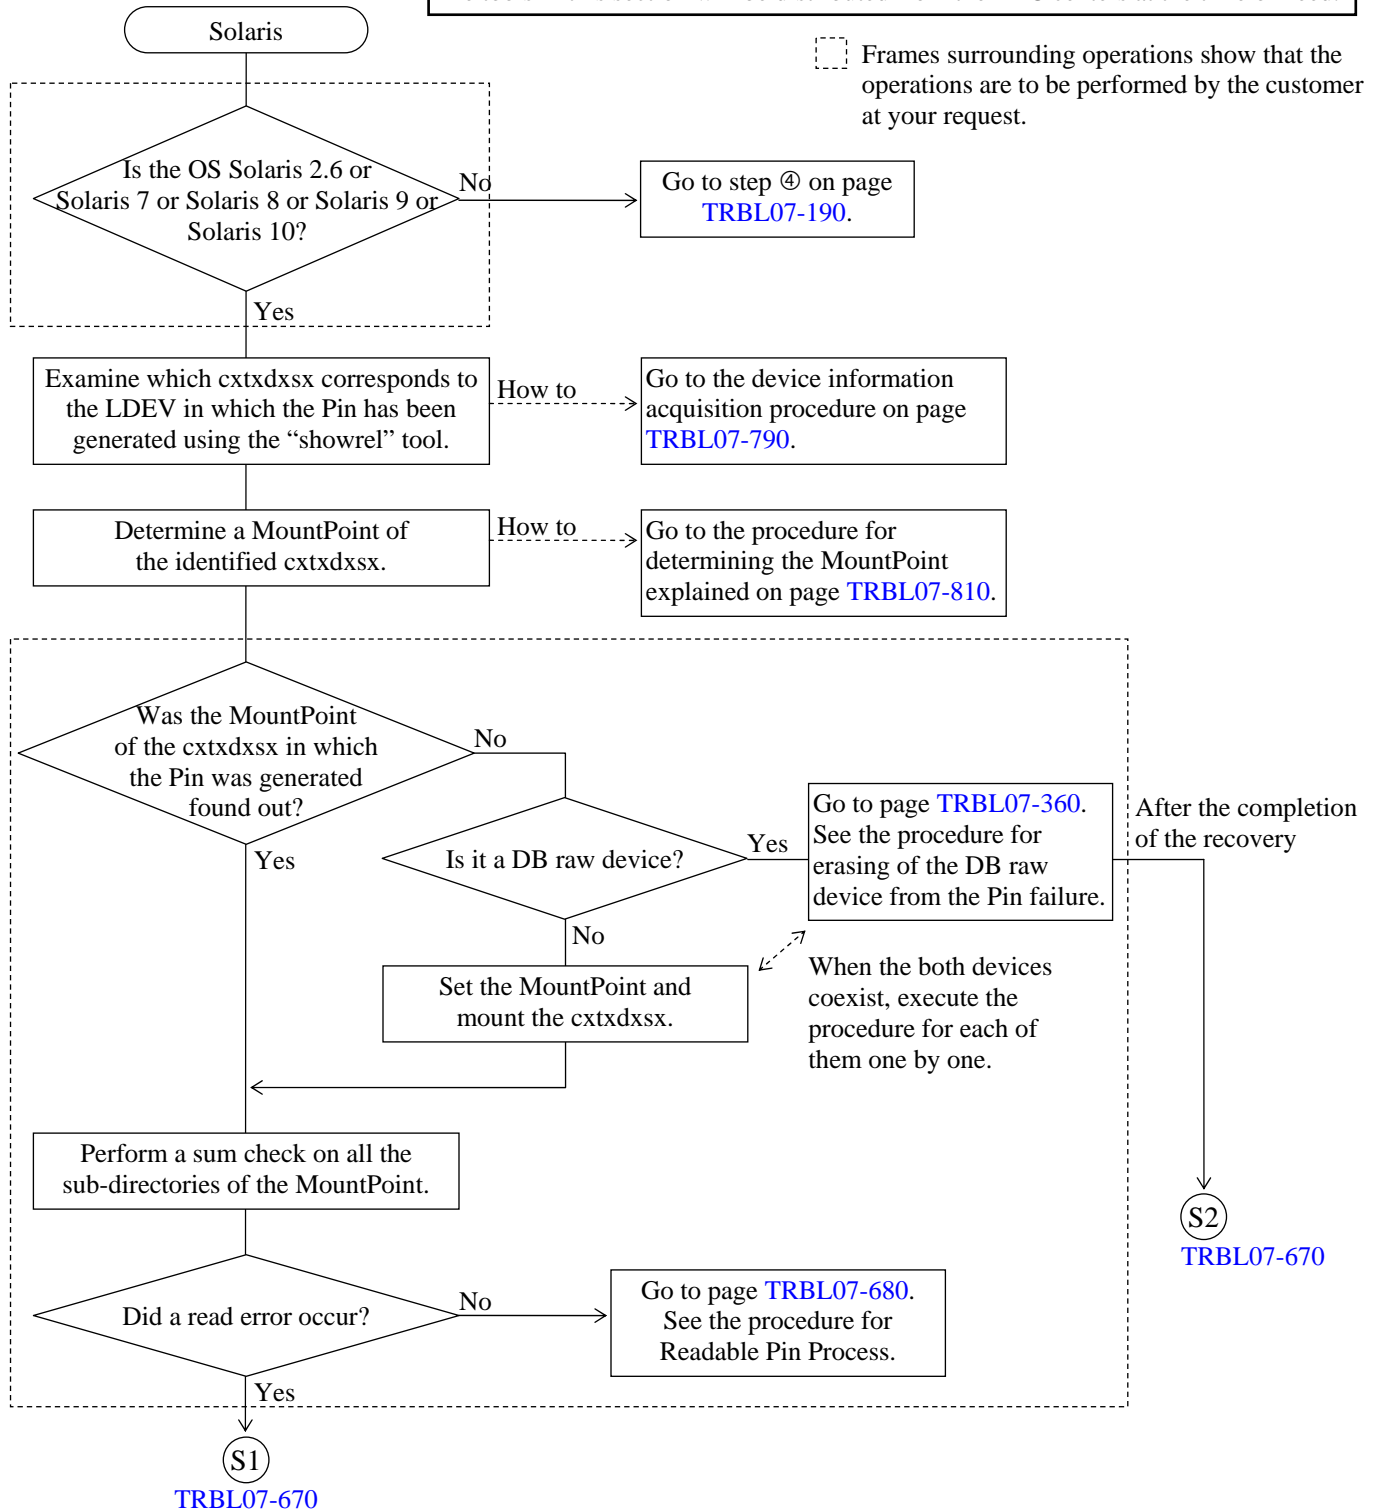 Solaris
Frames surrounding operations show that the
operations are to be performed by the customer
at your request.
Is the OS Solaris 2.6 or
Solaris 7 or Solaris 8 or Solaris 9 or
Solaris 10?
No
Go to step ④ on page
TRBL07-190.
Yes
Examine which cxtxdxsx corresponds to
the LDEV in which the Pin has been
generated using the “showrel” tool.
How to
Go to the device information
acquisition procedure on page
TRBL07-790.
Determine a MountPoint of
the identified cxtxdxsx.
How to
Go to the procedure for
determining the MountPoint
explained on page TRBL07-810.
Was the MountPoint
of the cxtxdxsx in which
the Pin was generated
found out?
No
Yes
Is it a DB raw device?
Yes
Go to page TRBL07-360.
See the procedure for
erasing of the DB raw
device from the Pin failure.
After the completion
of the recovery
No
Set the MountPoint and
mount the cxtxdxsx.
When the both devices
coexist, execute the
procedure for each of
them one by one.
Perform a sum check on all the
sub-directories of the MountPoint.
S2
TRBL07-670
Did a read error occur?
No
Go to page TRBL07-680.
See the procedure for
Readable Pin Process.
Yes
S1
TRBL07-670